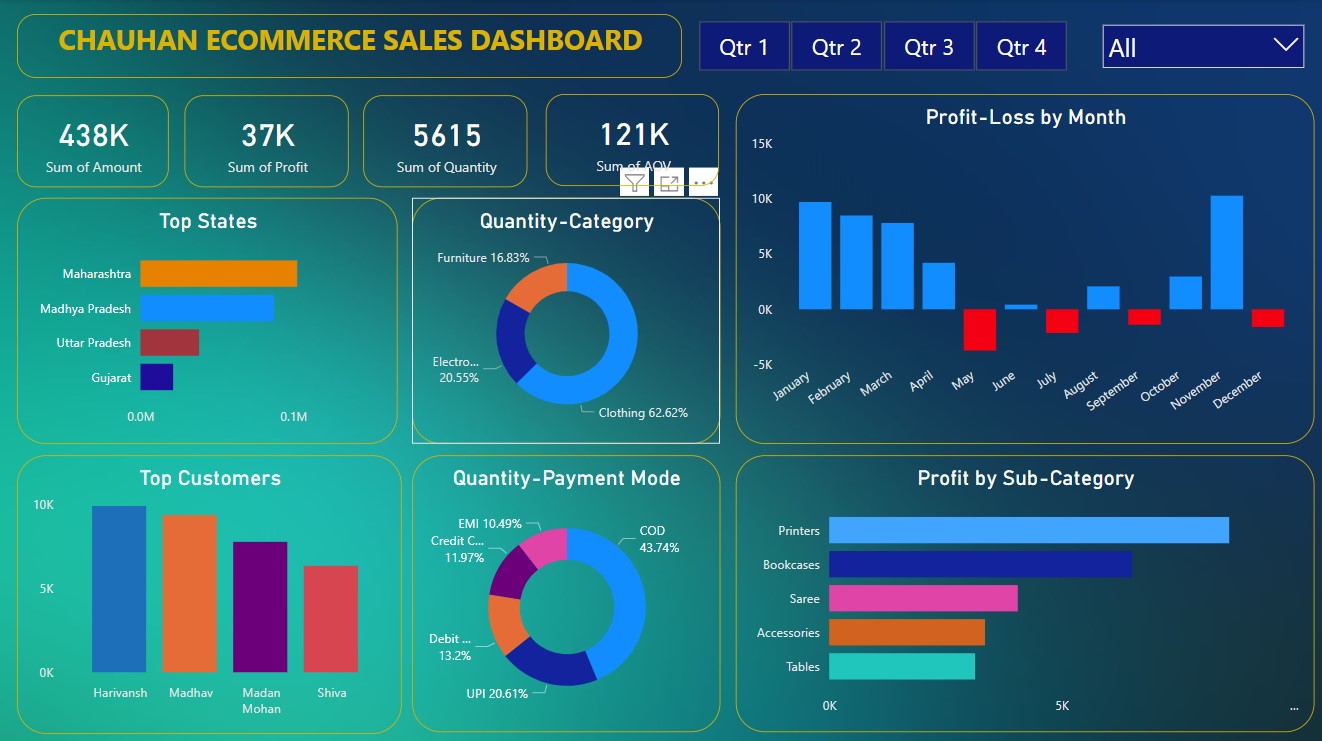 CHAUHAN ECOMMERCE SALES DASHBOARD
Qtr 1
Qtr 2
Qtr 3
Qtr 4
All
438K
Sum of Amount
37K
Sum of Profit
5615
Sum of Quantity
121K
Sum of AOV
Profit-Loss by Month
15K
10K
5K
0K
-5K
January
February
March
April
May
June
July
August
September
October
November
December
Top States
Maharashtra
Madhya Pradesh
Uttar Pradesh
Gujarat
0.0M
0.1M
Quantity-Category
Furniture 16.83%
Electro...
20.55%
Clothing 62.62%
Top Customers
10K
5K
0K
Harivansh
Madhav
Madan
Mohan
Shiva
Quantity-Payment Mode
EMI 10.49%
Credit C...
11.97%
COD
43.74%
Debit ...
13.2%
UPI 20.61%
Profit by Sub-Category
Printers
Bookcases
Saree
Accessories
Tables
0K
5K
...